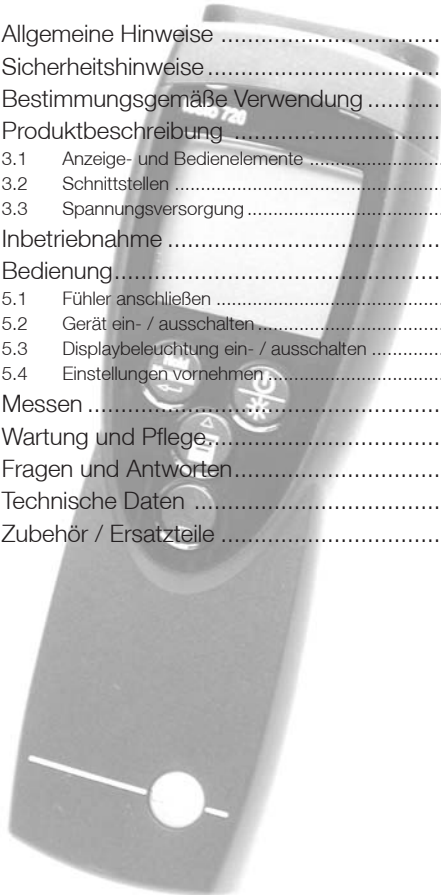 Allgemeine Hinweise ....................................
Sicherheitshinweise ......................................
Bestimmungsgemäße Verwendung ............
Produktbeschreibung ...................................
3.1 Anzeige- und Bedienelemente ............................
3.2 Schnittstellen ......................................................
3.3 Spannungsversorgung ........................................
Inbetriebnahme .............................................
Bedienung.....................................................
5.1 Fühler anschließen ..............................................
5.2 Gerät ein- / ausschalten ......................................
5.3 Displaybeleuchtung ein- / ausschalten ...............
5.4 Einstellungen vornehmen ....................................
Messen .........................................................
Wartung und Pflege.......................................
Fragen und Antworten...................................
Technische Daten .........................................
Zubehör / Ersatzteile .....................................